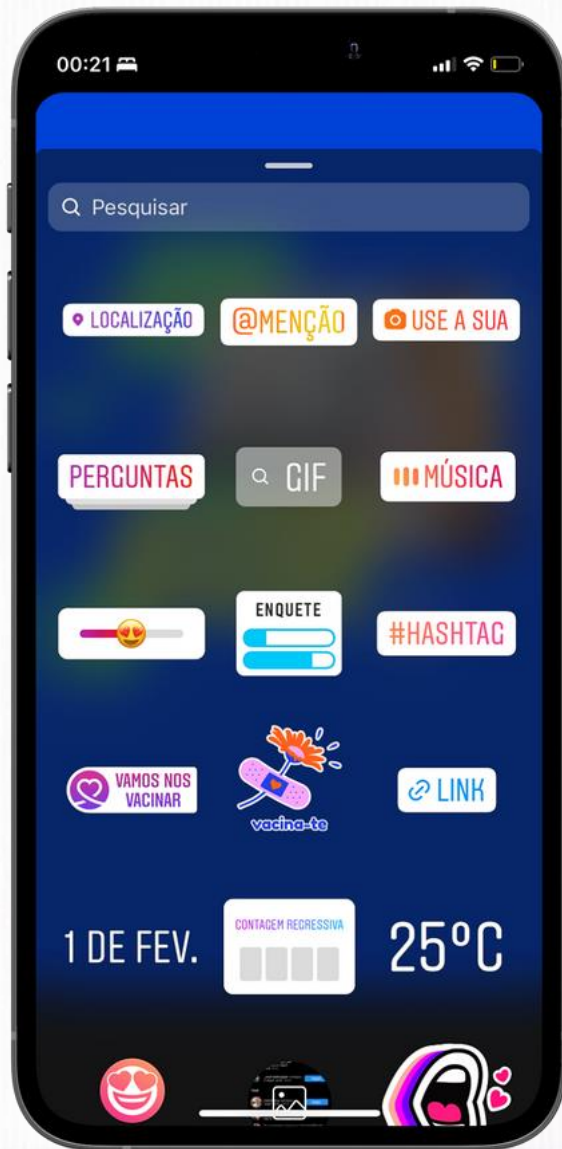 00:21
Pesquisar
LOCALIZAÇÃO
@MENÇÃO
USE A SUA
PERGUNTAS
GIF
MÚSICA
ENQUETE
#HASHTAG
VAMOS NOS
VACINAR
vacina-te
LINK
1 DE FEV.
CONTAGEM REGRESSIVA
25°C